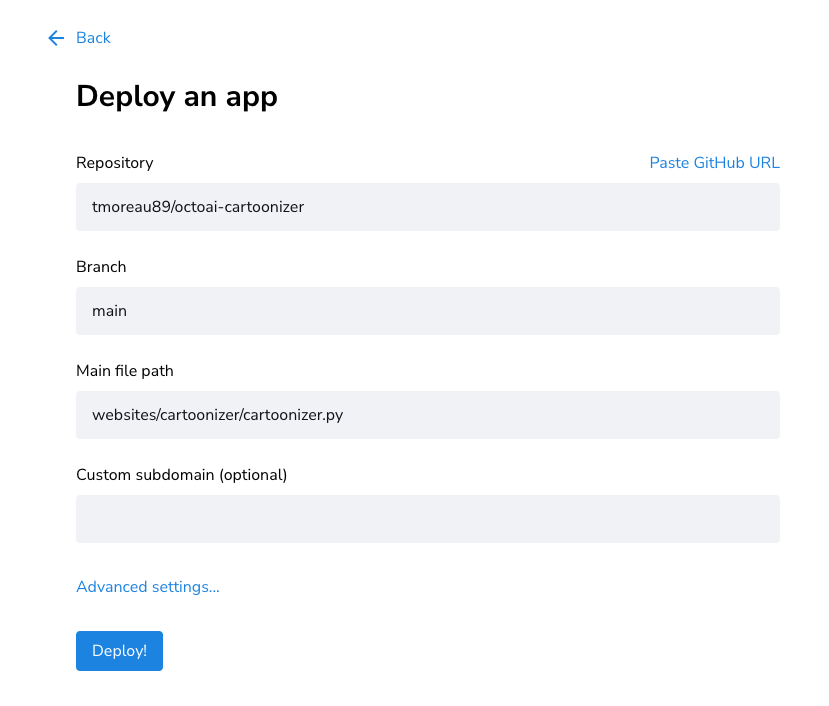 Back
Deploy an app
Repository
Paste GitHub URL
tmoreau89/octoai-cartoonizer
Branch
main
Main file path
websites/cartoonizer/cartoonizer.py
Custom subdomain (optional)
Advanced settings...
Deploy!